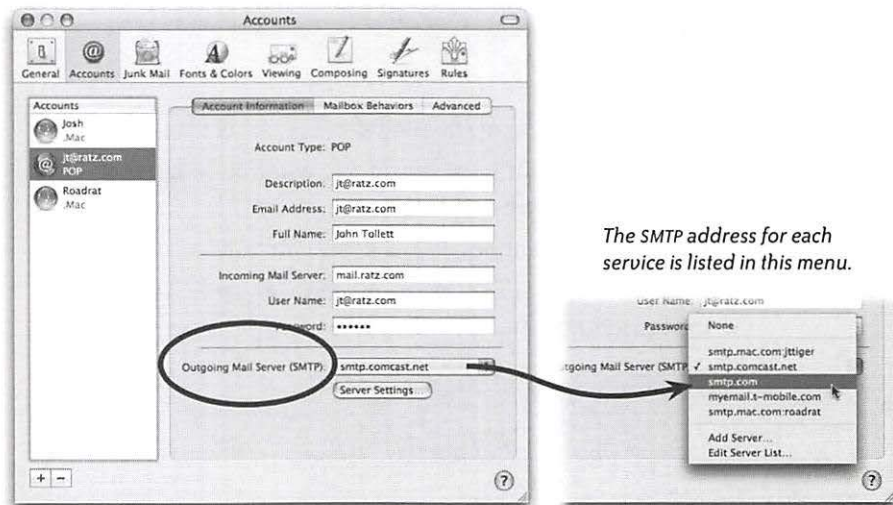 Accounts
General Accounts Junk Mail Fonts & Colors Viewing Composing Signatures Rules
Accounts
Josh
.Mac
jt@ratz.com
POP
Roadrat
.Mac
Account Information Mailbox Behaviors Advanced
Account Type: POP
Description: jt@ratz.com
Email Address: jt@ratz.com
Full Name: John Tollett
Incoming Mail Server: mail.ratz.com
User Name: jt@ratz.com
Password: ••••••
Outgoing Mail Server (SMTP): smtp.comcast.net
Server Settings...
+ − ?
The SMTP address for each
service is listed in this menu.
User Name: jt@ratz.com
Password
None
smtp.mac.com:jttiger
tgoing Mail Server (SMTP ✓ smtp.comcast.net
smtp.com
myemail.t-mobile.com
smtp.mac.com:roadrat
Add Server...
Edit Server List...
?